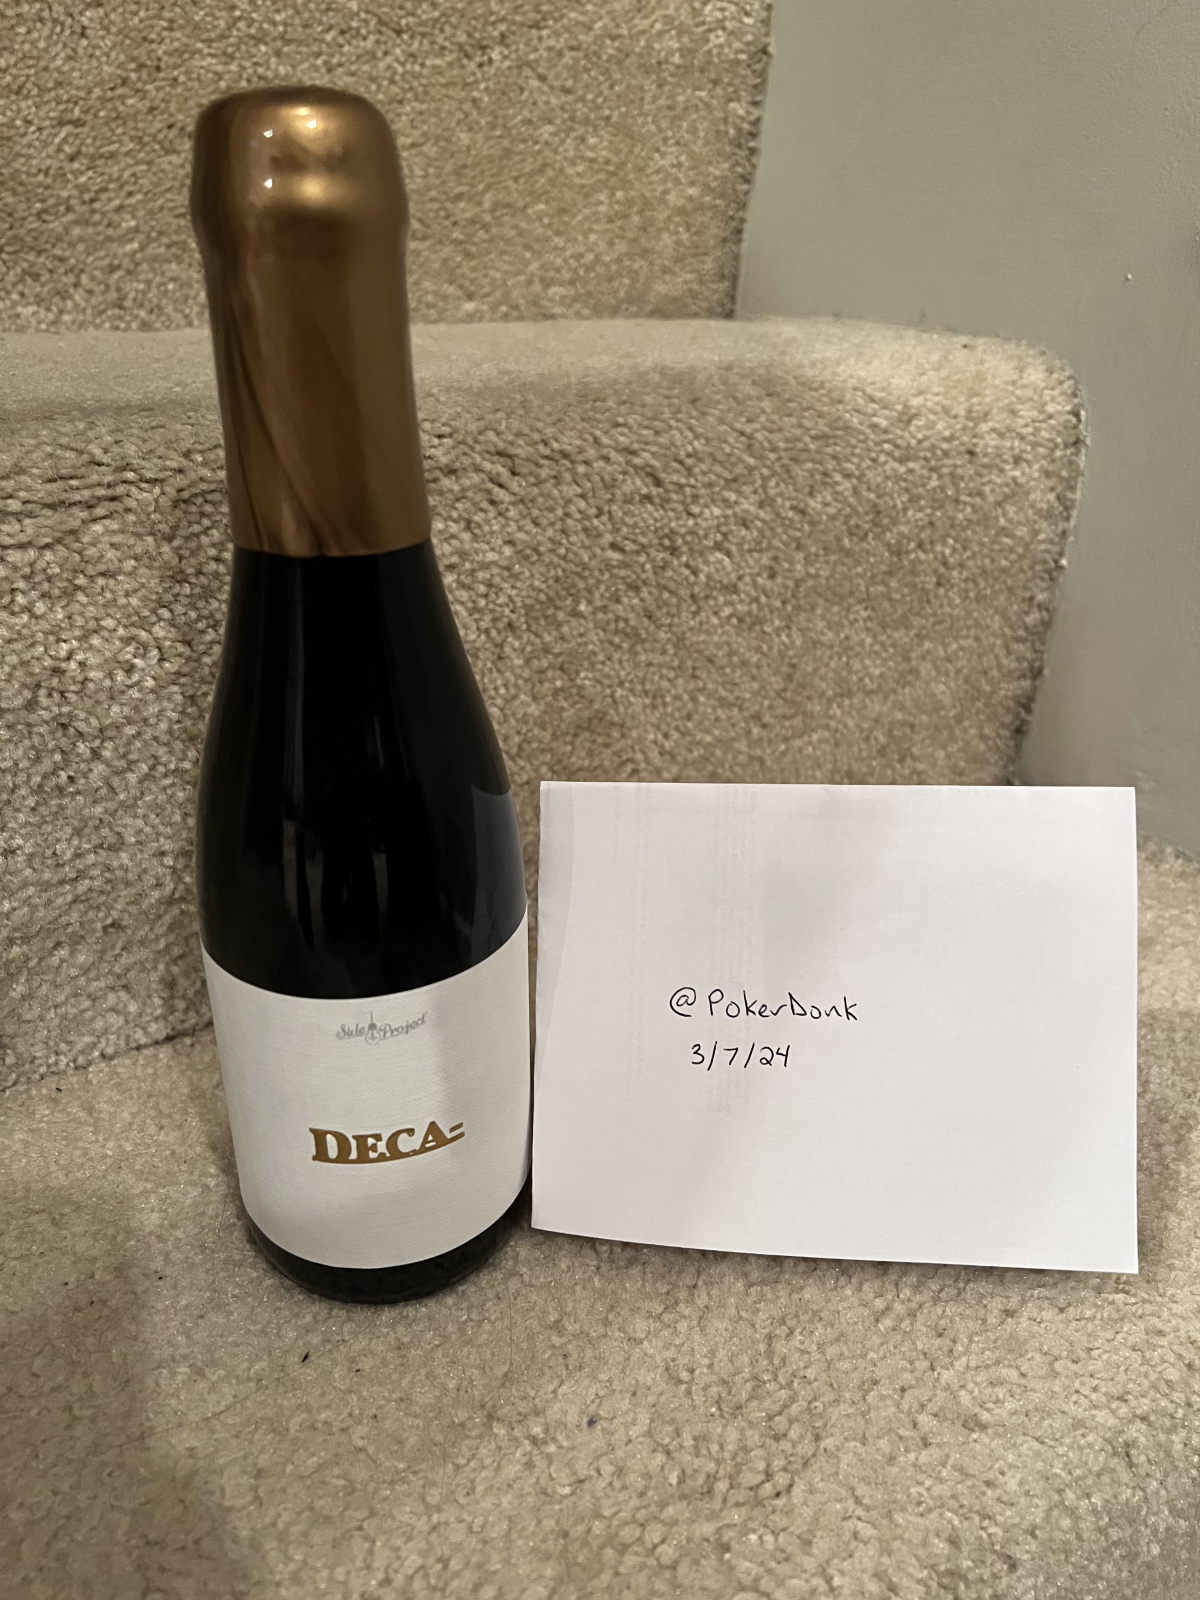 Side Project
DECA-
@PokerDonk
3/7/24